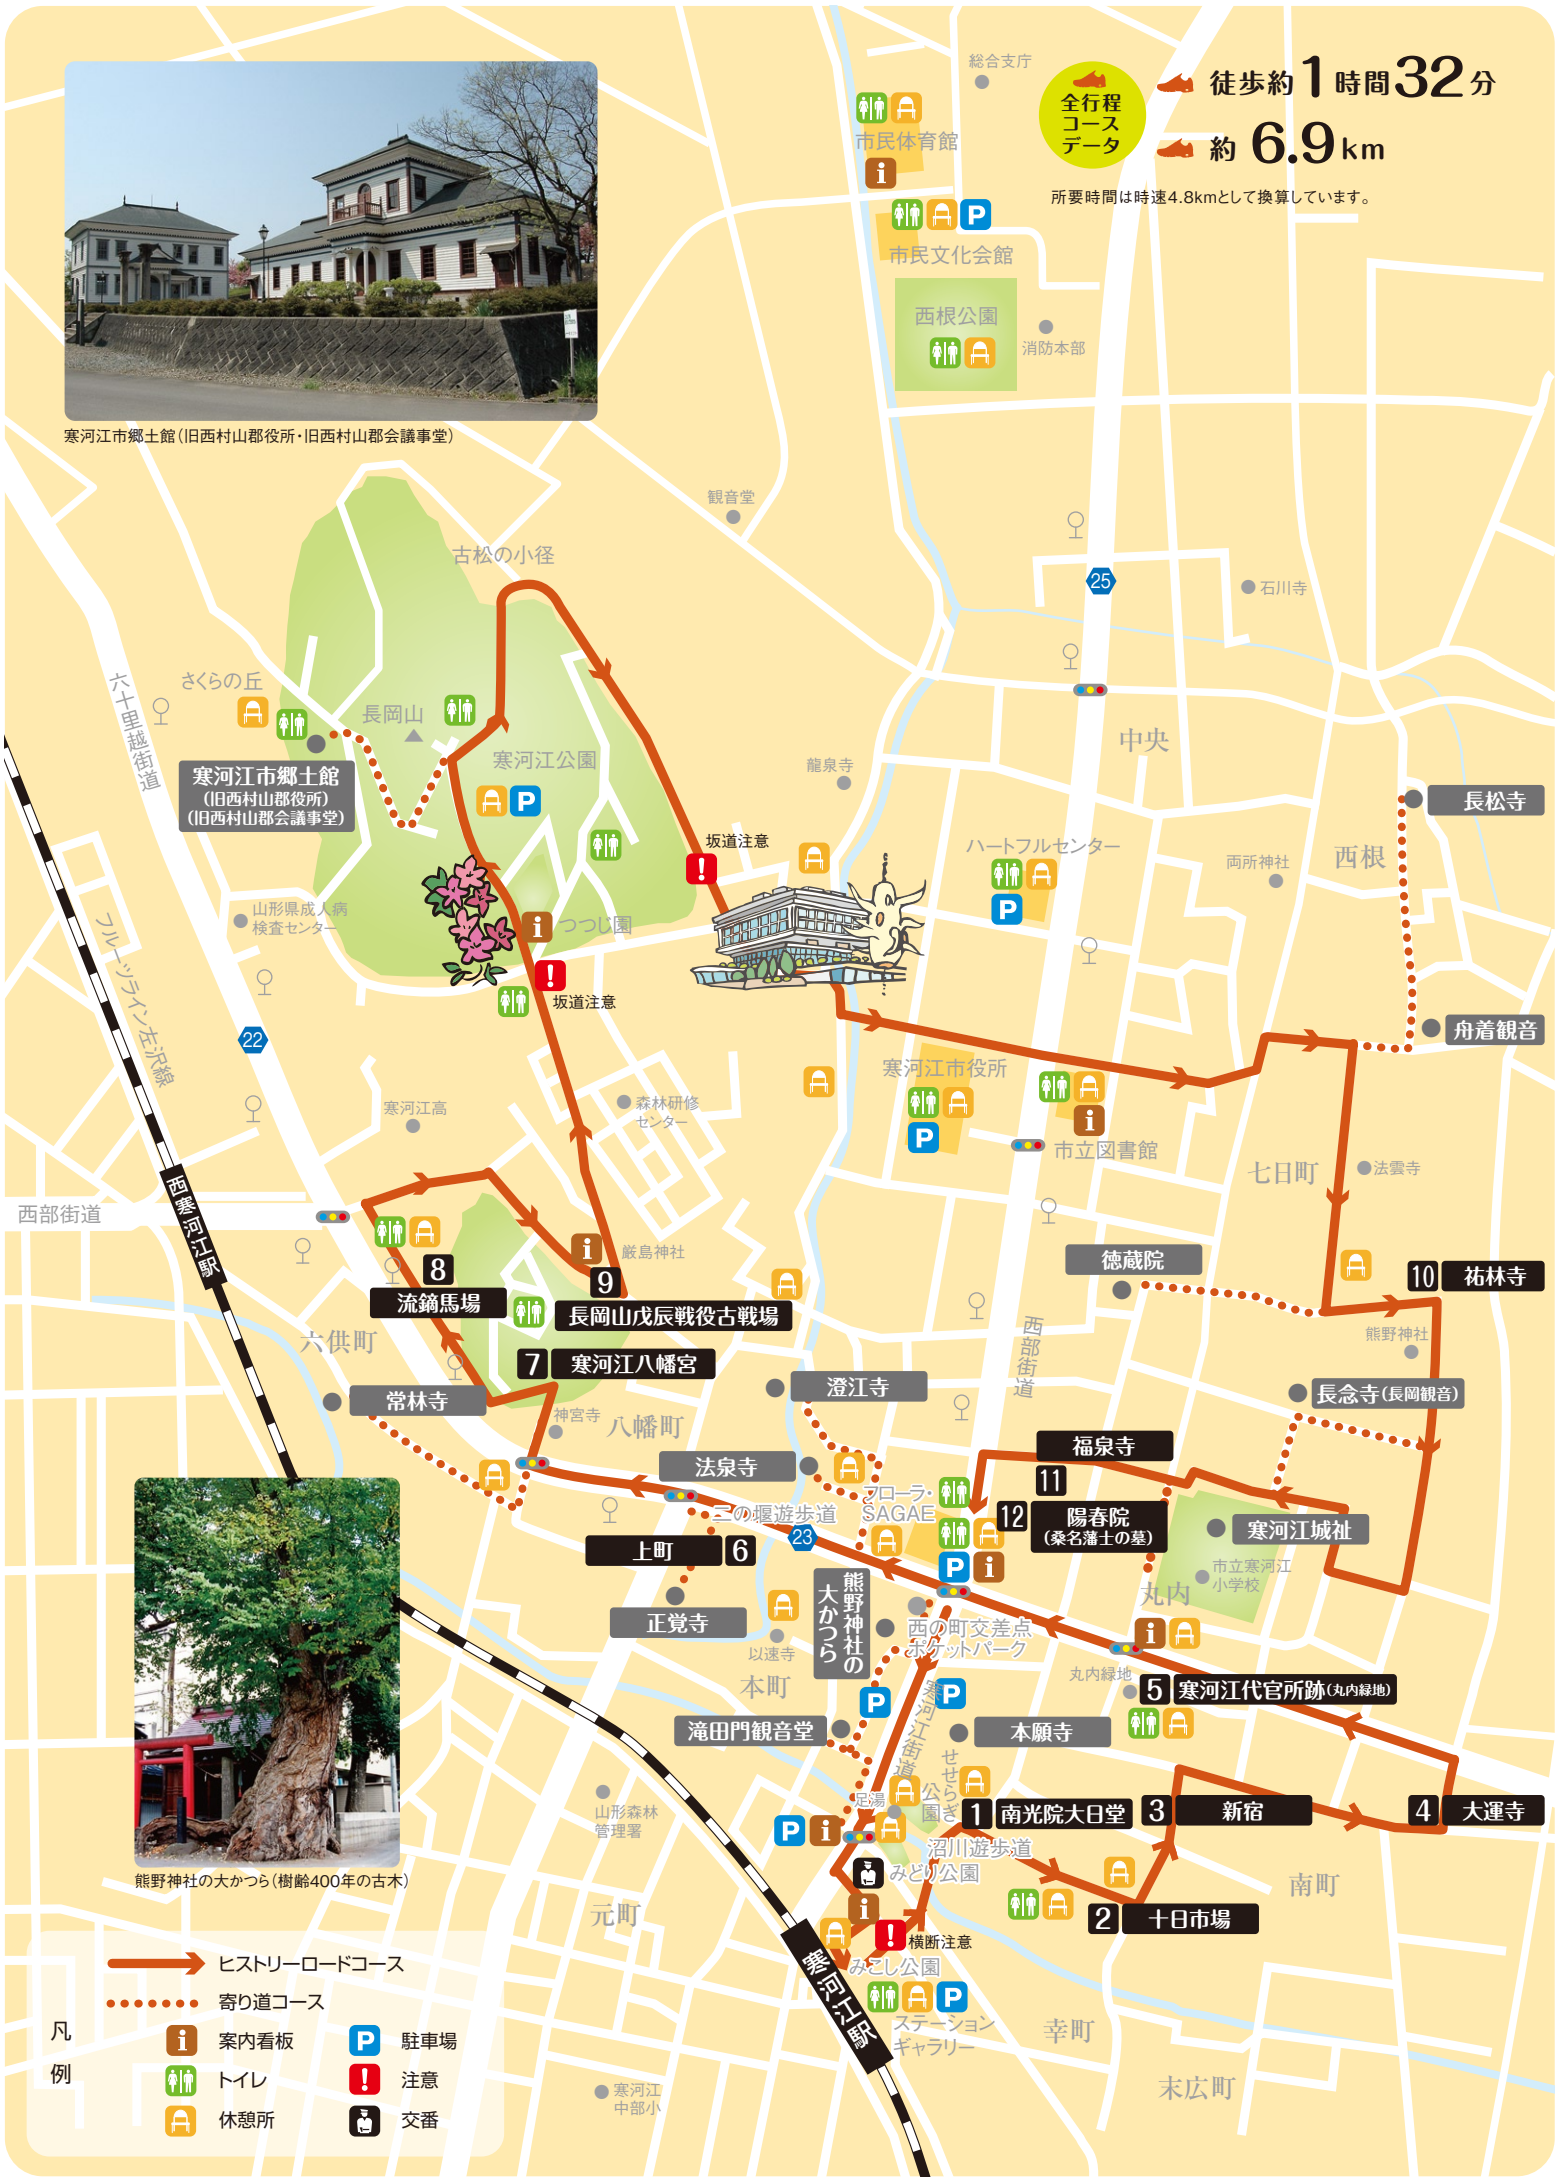 総合支庁
全行程
コース
データ
徒歩約1時間32分
約6.9km
所要時間は時速4.8kmとして換算しています。
市民体育館
市民文化会館
西根公園
消防本部
寒河江市郷土館（旧西村山郡役所・旧西村山郡会議事堂）
観音堂
古松の小径
25
石川寺
六十里越街道
さくらの丘
長岡山
寒河江公園
中央
龍泉寺
寒河江市郷土館
（旧西村山郡役所）
（旧西村山郡会議事堂）
長松寺
坂道注意
ハートフルセンター
両所神社
西根
山形県成人病
検査センター
つつじ園
フルーツライン左沢線
坂道注意
舟着観音
22
寒河江市役所
寒河江高
森林研修
センター
市立図書館
七日町
法雲寺
西部街道
西寒河江駅
厳島神社
徳蔵院
8
流鏑馬場
9
長岡山戊辰戦役古戦場
10 祐林寺
六供町
西部街道
熊野神社
7 寒河江八幡宮
常林寺
澄江寺
長念寺（長岡観音）
神宮寺
八幡町
福泉寺
11
法泉寺
フローラ・
SAGAE
二の堰遊歩道
12 陽春院
（桑名藩士の墓）
寒河江城祉
23
上町 6
市立寒河江
小学校
丸内
熊野神社の
大かつら
正覚寺
西の町交差点
ポケットパーク
以速寺
本町
丸内緑地
5 寒河江代官所跡（丸内緑地）
寒河江街道
滝田門観音堂
本願寺
せせらぎ
公園
足湯
山形森林
管理署
1 南光院大日堂
3 新宿
4 大運寺
沼川遊歩道
みどり公園
熊野神社の大かつら（樹齢400年の古木）
南町
元町
2 十日市場
横断注意
みこし公園
寒河江駅
ステーション
ギャラリー
幸町
末広町
寒河江
中部小
凡例
ヒストリーロードコース
寄り道コース
案内看板
駐車場
トイレ
注意
休憩所
交番